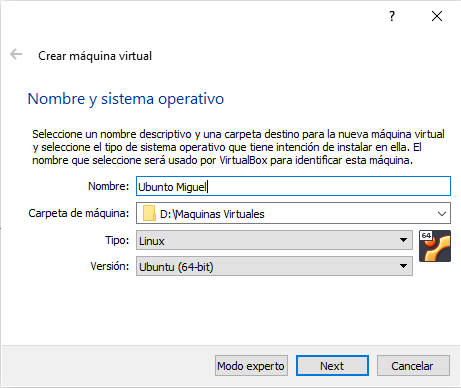 ?
Crear máquina virtual
Nombre y sistema operativo
Seleccione un nombre descriptivo y una carpeta destino para la nueva máquina virtual
y seleccione el tipo de sistema operativo que tiene intención de instalar en ella. El
nombre que seleccione será usado por VirtualBox para identificar esta máquina.
Nombre: Ubunto Miguel
Carpeta de máquina: D:\Maquinas Virtuales
Tipo: Linux
64
Versión: Ubuntu (64-bit)
Modo experto Next Cancelar